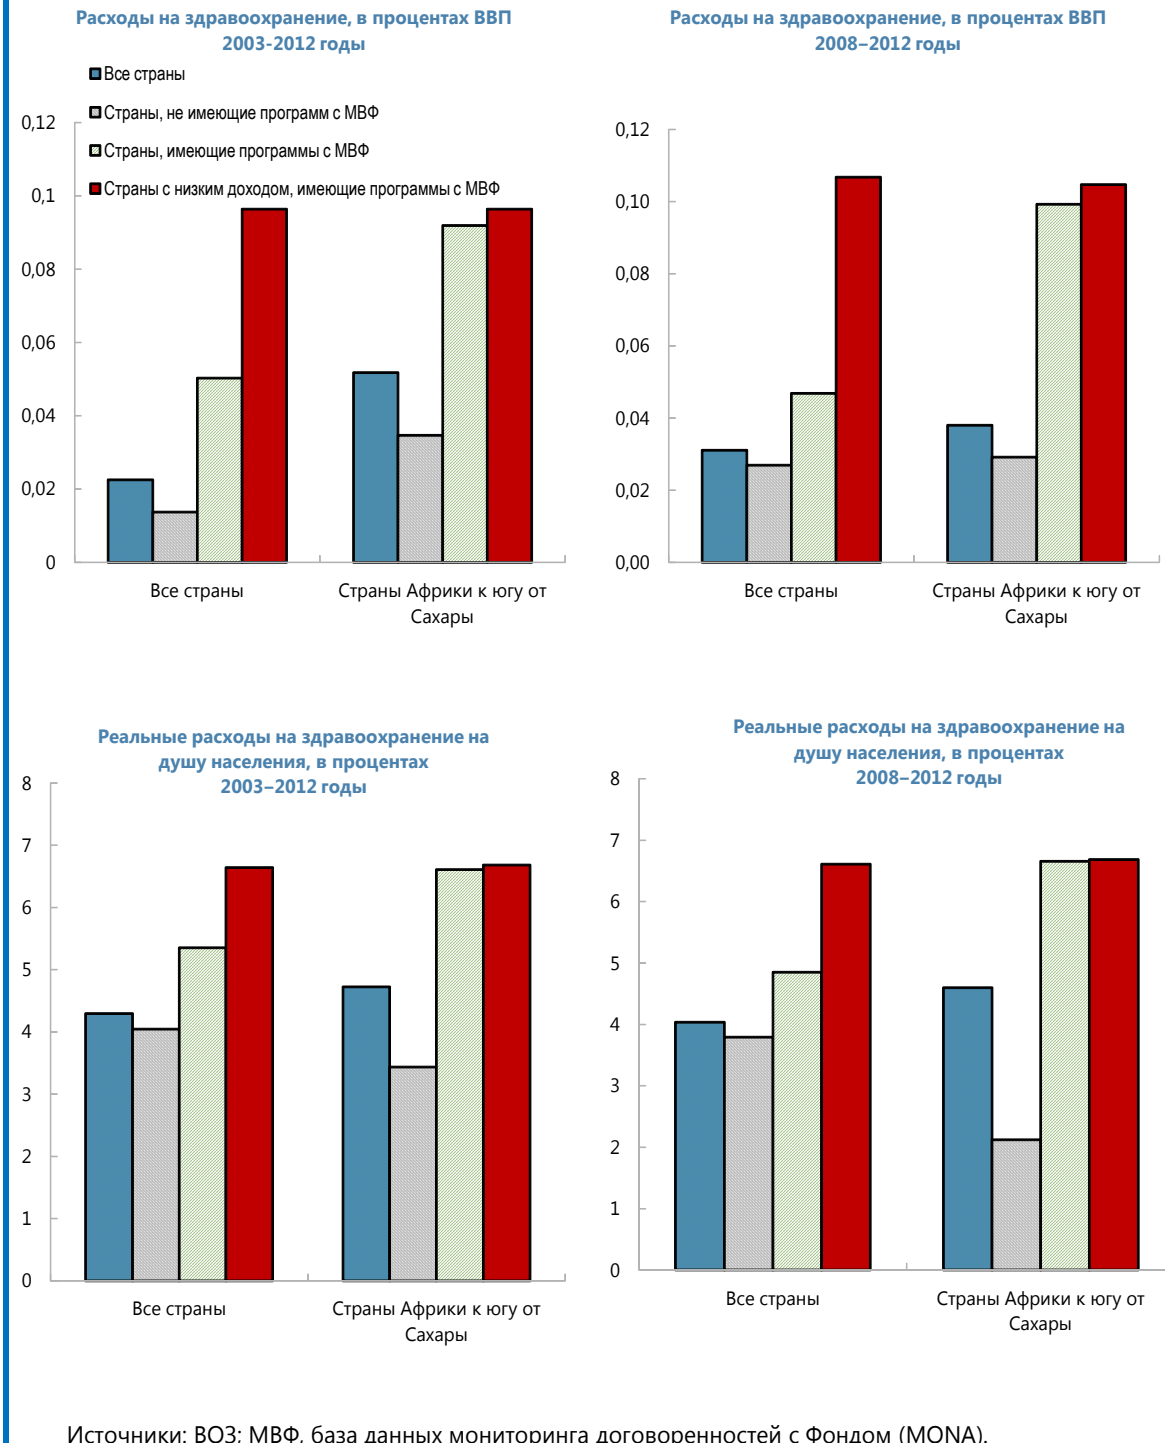 Расходы на здравоохранение, в процентах ВВП
2003-2012 годы
Все страны
Страны, не имеющие программ с МВФ
Страны, имеющие программы с МВФ
Страны с низким доходом, имеющие программы с МВФ
0,12
0,1
0,08
0,06
0,04
0,02
0
Все страны
Страны Африки к югу от
Сахары
Расходы на здравоохранение, в процентах ВВП
2008–2012 годы
0,12
0,10
0,08
0,06
0,04
0,02
0,00
Все страны
Страны Африки к югу от
Сахары
Реальные расходы на здравоохранение на
душу населения, в процентах
2003–2012 годы
8
7
6
5
4
3
2
1
0
Все страны
Страны Африки к югу от
Сахары
Реальные расходы на здравоохранение на
душу населения, в процентах
2008–2012 годы
8
7
6
5
4
3
2
1
0
Все страны
Страны Африки к югу от
Сахары
Источники: ВОЗ; МВФ, база данных мониторинга договоренностей с Фондом (MONA).